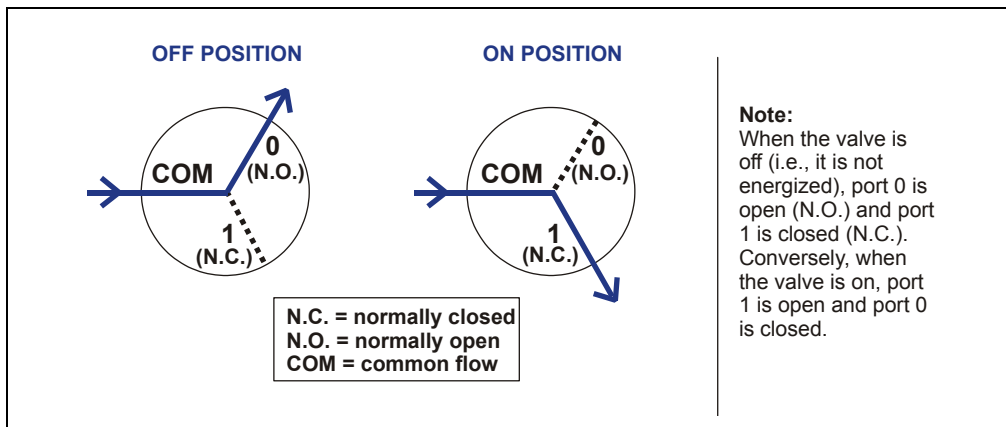 OFF POSITION
COM
0
(N.O.)
1
(N.C.)
ON POSITION
COM
0
(N.O.)
1
(N.C.)
N.C. = normally closed
N.O. = normally open
COM = common flow
Note:
When the valve is
off (i.e., it is not
energized), port 0 is
open (N.O.) and port
1 is closed (N.C.).
Conversely, when
the valve is on, port
1 is open and port 0
is closed.